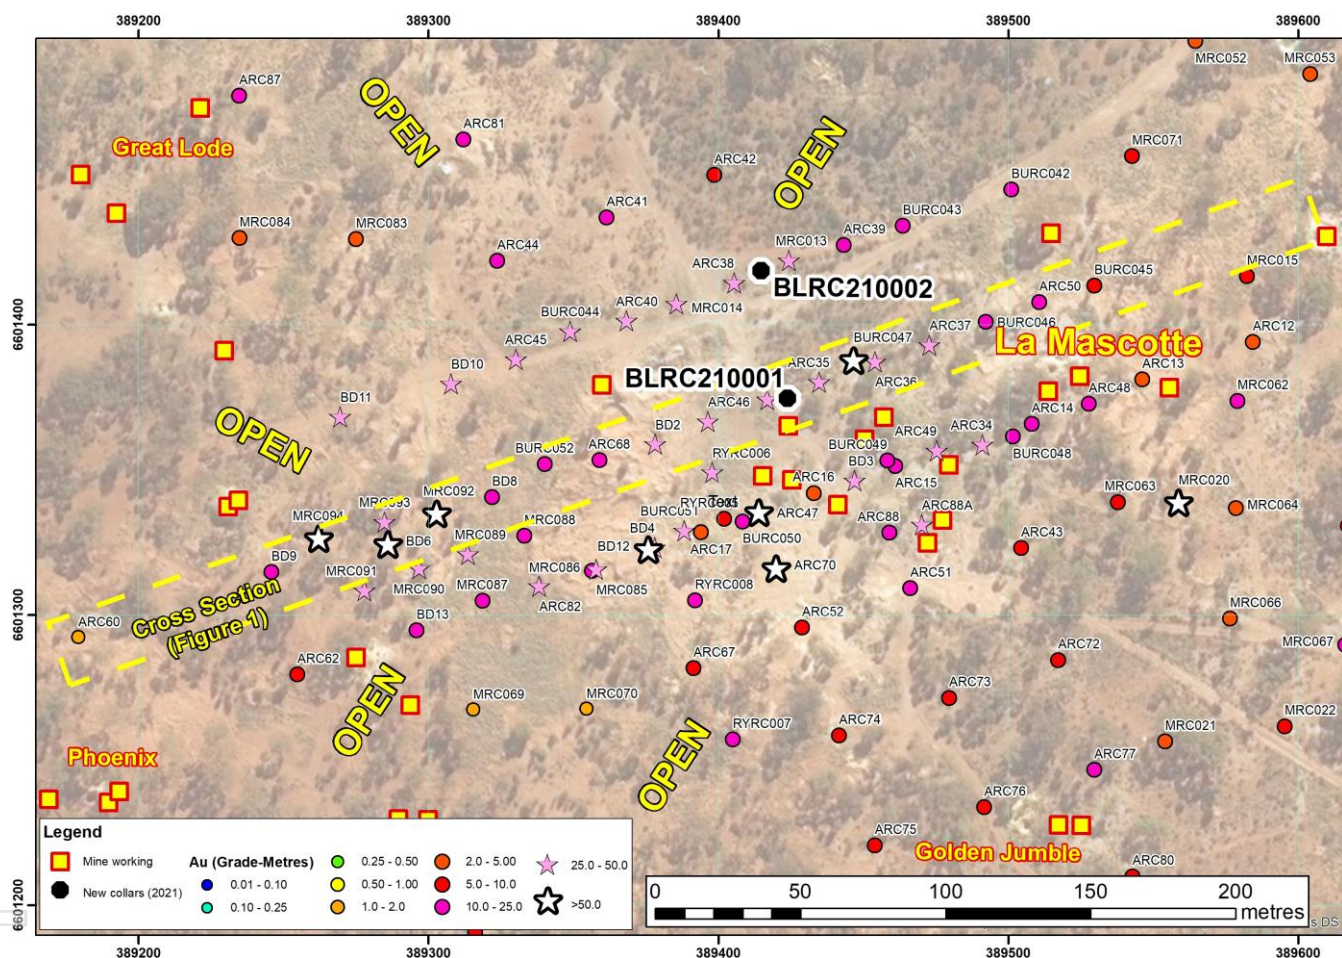 389200 389300 389400 389500 389600
MRC052
MRC053
ARC87
OPEN
ARC81
OPEN
MRC071
Great Lode
ARC42
BURC042
ARC41
BURC043
MRC084
MRC083
ARC39
ARC44
MRC013
MRC015
ARC38
BURC045
BLRC210002
ARC50
ARC40
MRC014
BURC044
6601400
6601400
BURC046
ARC37
ARC45
BURC047
ARC12
La Mascotte
ARC35
BD10
BLRC210001
ARC36
ARC13
MRC062
ARC48
BD11
ARC46
ARC14
OPEN
BD2
ARC49
ARC34
BURC052
ARC68
BURC049
BURC048
RYRC006
BD3
BD8
ARC16
ARC15
MRC020
MRC092
MRC093
MRC063
MRC064
Text
ARC88A
MRC094
BURC051
ARC47
MRC088
BD4
ARC88
MRC089
ARC43
BD6
BD12
ARC17
BURC050
BD9
MRC086
ARC70
MRC091
MRC085
RYRC008
ARC51
MRC090
MRC087
ARC82
Cross Section
(Figure 1)
6601300
6601300
ARC60
BD13
ARC52
MRC066
MRC067
ARC72
ARC62
ARC67
OPEN
MRC069
MRC070
ARC73
OPEN
RYRC007
ARC74
MRC022
MRC021
Phoenix
ARC77
ARC76
ARC75
Golden Jumble
ARC80
Legend
Mine working
New collars (2021)
Au (Grade-Metres)
0.01 - 0.10
0.10 - 0.25
0.25 - 0.50
0.50 - 1.00
1.0 - 2.0
2.0 - 5.00
5.0 - 10.0
10.0 - 25.0
25.0 - 50.0
>50.0
0 50 100 150 200
metres
s DS
6601200
389200 389300 389400 389500 389600